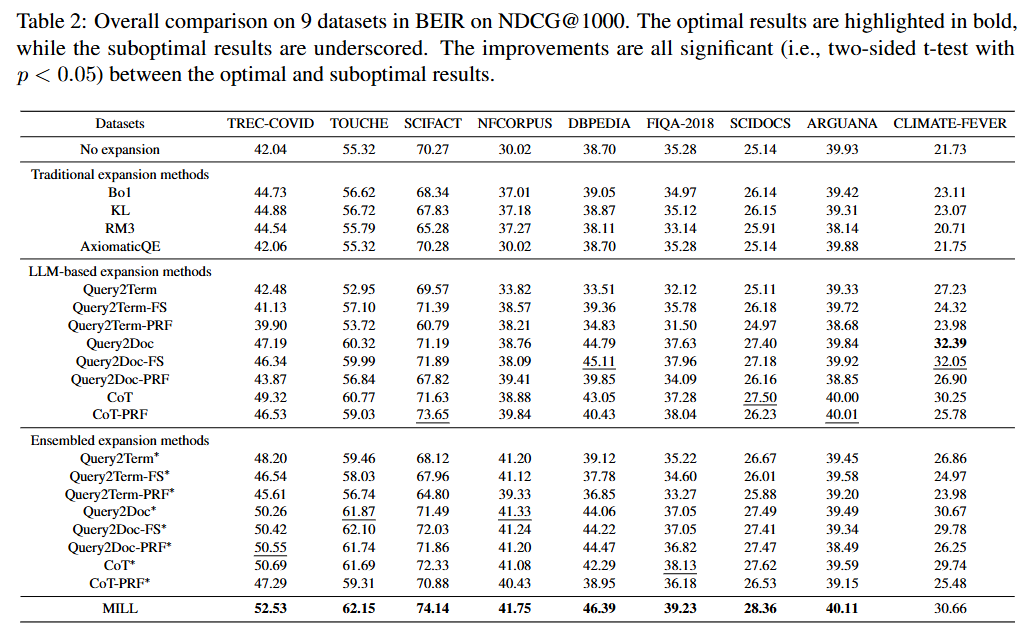 Table 2: Overall comparison on 9 datasets in BEIR on NDCG@1000. The optimal results are highlighted in bold,
while the suboptimal results are underscored. The improvements are all significant (i.e., two-sided t-test with
p < 0.05) between the optimal and suboptimal results.
Datasets TREC-COVID TOUCHE SCIFACT NFCORPUS DBPEDIA FIQA-2018 SCIDOCS ARGUANA CLIMATE-FEVER
No expansion 42.04 55.32 70.27 30.02 38.70 35.28 25.14 39.93 21.73
Traditional expansion methods
Bo1 44.73 56.62 68.34 37.01 39.05 34.97 26.14 39.42 23.11
KL 44.88 56.72 67.83 37.18 38.87 35.12 26.15 39.31 23.07
RM3 44.54 55.79 65.28 37.27 38.11 33.14 25.91 38.14 20.71
AxiomaticQE 42.06 55.32 70.28 30.02 38.70 35.28 25.14 39.88 21.75
LLM-based expansion methods
Query2Term 42.48 52.95 69.57 33.82 33.51 32.12 25.11 39.33 27.23
Query2Term-FS 41.13 57.10 71.39 38.57 39.36 35.78 26.18 39.72 24.32
Query2Term-PRF 39.90 53.72 60.79 38.21 34.83 31.50 24.97 38.68 23.98
Query2Doc 47.19 60.32 71.19 38.76 44.79 37.63 27.40 39.84 32.39
Query2Doc-FS 46.34 59.99 71.89 38.09 45.11 37.96 27.18 39.92 32.05
Query2Doc-PRF 43.87 56.84 67.82 39.41 39.85 34.09 26.16 38.85 26.90
CoT 49.32 60.77 71.63 38.88 43.05 37.28 27.50 40.00 30.25
CoT-PRF 46.53 59.03 73.65 39.84 40.43 38.04 26.23 40.01 25.78
Ensembled expansion methods
Query2Term* 48.20 59.46 68.12 41.20 39.12 35.22 26.67 39.45 26.86
Query2Term-FS* 46.54 58.03 67.96 41.12 37.78 34.60 26.01 39.58 24.97
Query2Term-PRF* 45.61 56.74 64.80 39.33 36.85 33.27 25.88 39.20 23.98
Query2Doc* 50.26 61.87 71.49 41.33 44.06 37.05 27.49 39.49 30.67
Query2Doc-FS* 50.42 62.10 72.03 41.24 44.22 37.05 27.41 39.34 29.78
Query2Doc-PRF* 50.55 61.74 71.86 41.20 44.47 36.82 27.47 38.49 26.25
CoT* 50.69 61.69 72.33 41.08 42.29 38.13 27.62 39.59 29.74
CoT-PRF* 47.29 59.31 70.88 40.43 38.95 36.18 26.53 39.15 25.48
MILL 52.53 62.15 74.14 41.75 46.39 39.23 28.36 40.11 30.66